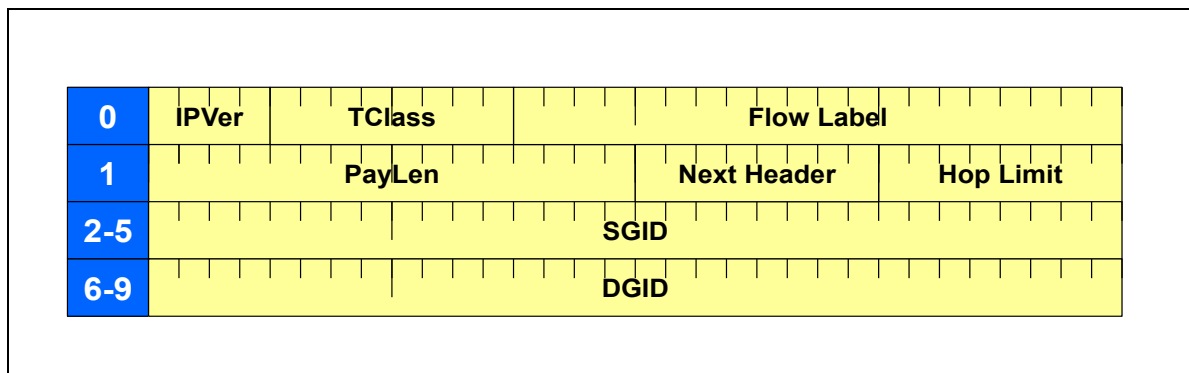 0 IPVer TClass Flow Label
1 PayLen Next Header Hop Limit
2-5 SGID
6-9 DGID